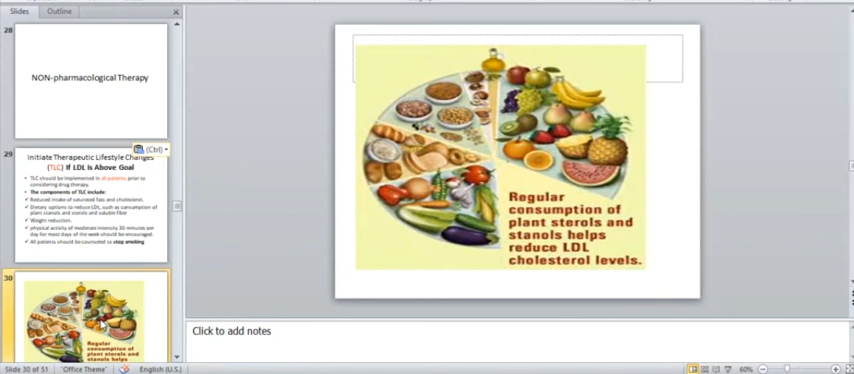 Slides
Outline
28
NON-pharmacological Therapy
29
(Ctrl)
Initiate Therapeutic Lifestyle Changes
(TLC) If LDL Is Above Goal
• TLC should be implemented in all patients prior to
considering drug therapy.
• The components of TLC include:
✓ Reduced intake of saturated fats and cholesterol,
✓ Dietary options to reduce LDL, such as consumption of
plant stanols and sterols and soluble fiber
✓ Weight reduction.
✓ physical activity of moderate intensity 30 minutes per
day for most days of the week should be encouraged.
✓ All patients should be counseled to stop smoking
30
Regular
consumption of
plant sterols and
stanols helps
Regular
consumption of
plant sterols and
stanols helps
reduce LDL
cholesterol levels.
Click to add notes
Slide 30 of 51
"Office Theme"
English (U.S.)
60%